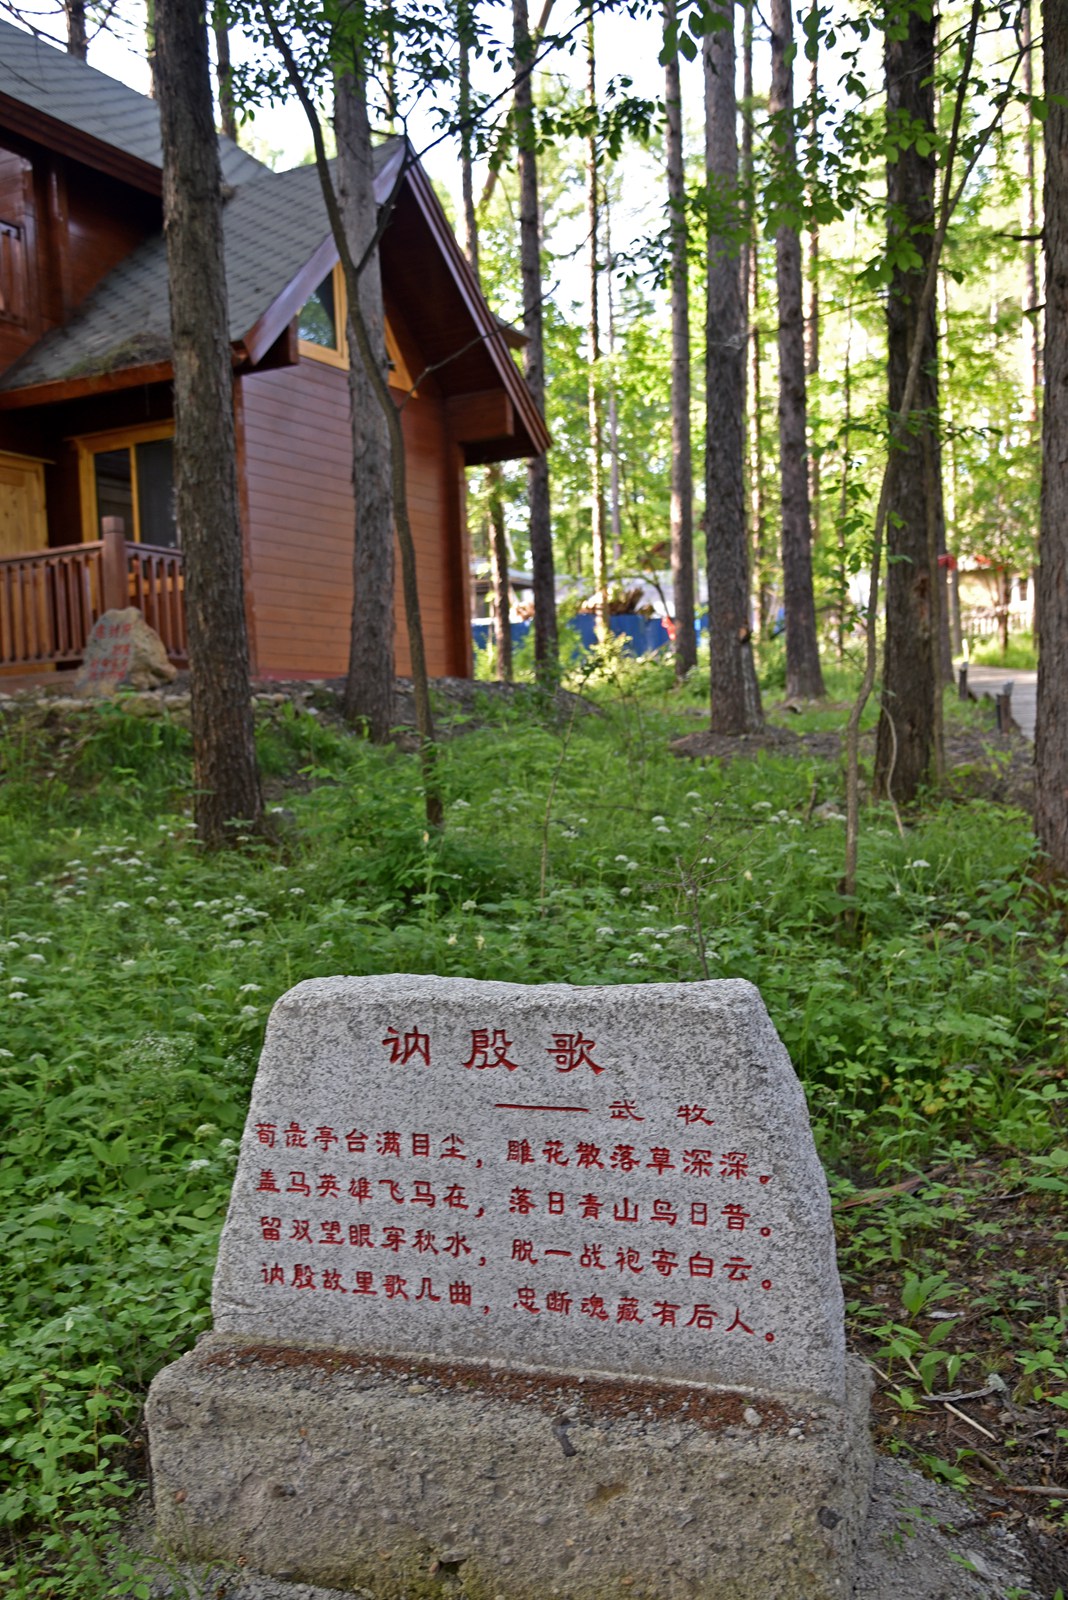 讷殷歌
——武牧
荀彘亭台满目尘，雕花散落草深深。
盖马英雄飞马在，落日青山鸟日昔。
留双望眼穿秋水，脱一战袍寄白云。
讷殷故里歌几曲，忠断魂藏有后人。